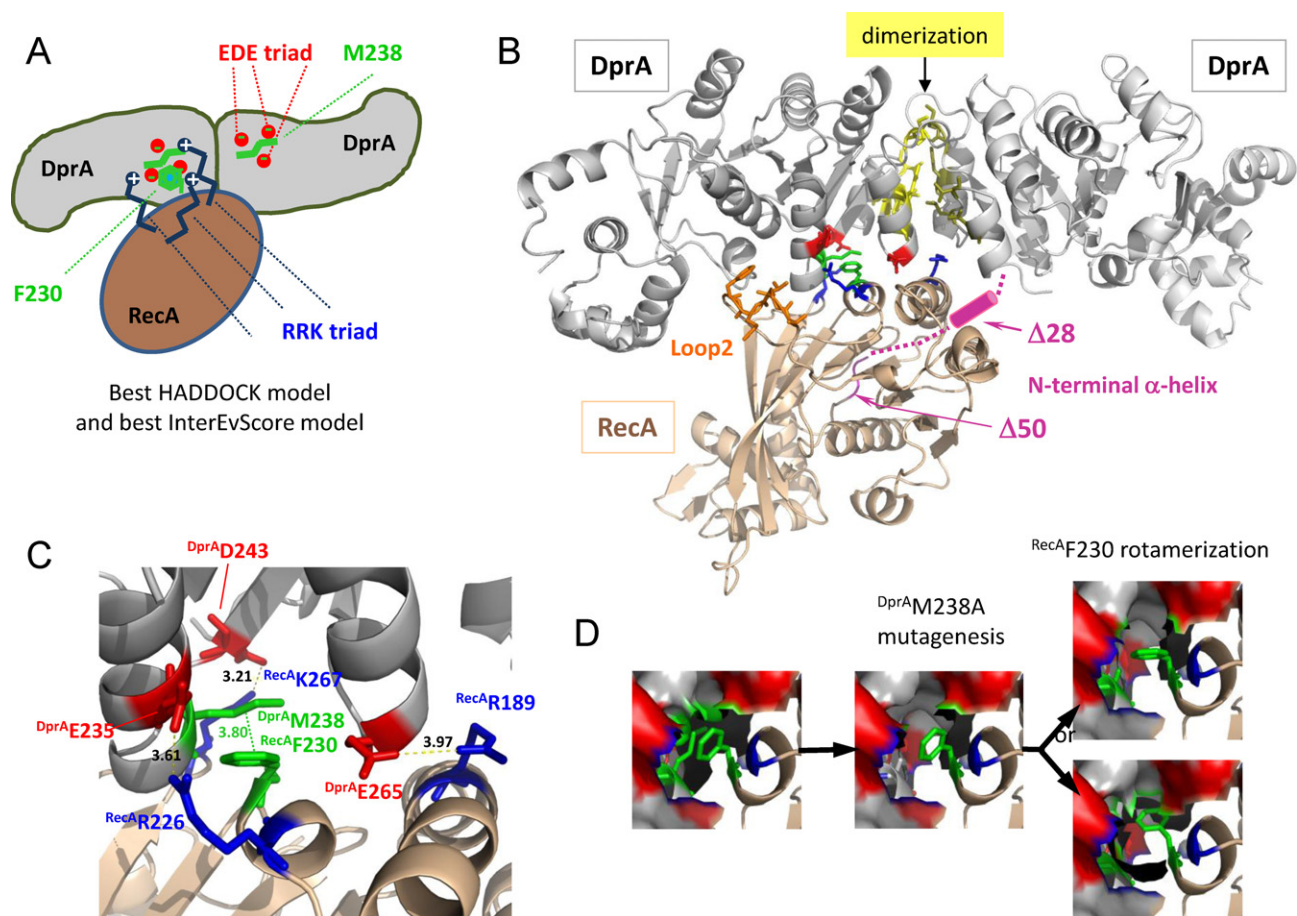 A
EDE triad
M238
DprA
DprA
F230
RecA
RRK triad
Best HADDOCK model
and best InterEvScore model
B
dimerization
DprA
DprA
Loop2
Δ28
N-terminal α-helix
Δ50
RecA
C
DprAD243
3.21
RecAK267
RecAR189
DprAE235
DprAM238
3.80
RecAF230
3.97
3.61
DprAE265
RecAR226
D
RecAF230 rotamerization
DprAM238A
mutagenesis
or